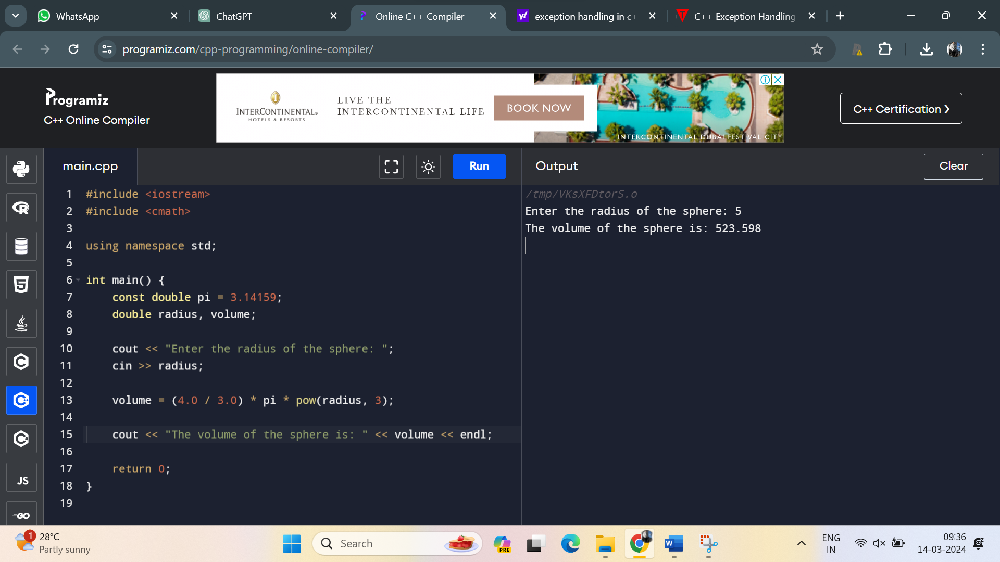 WhatsApp
ChatGPT
Online C++ Compiler
exception handling in c+
C++ Exception Handling
programiz.com/cpp-programming/online-compiler/
Programiz
C++ Online Compiler
INTERCONTINENTAL®
HOTELS & RESORTS
LIVE THE
INTERCONTINENTAL LIFE
BOOK NOW
INTERCONTINENTAL DUBAI FESTIVAL CITY
C++ Certification ❯
main.cpp
Run
Output
Clear
1 #include <iostream>
2 #include <cmath>
3
4 using namespace std;
5
6 int main() {
7 const double pi = 3.14159;
8 double radius, volume;
9
10 cout << "Enter the radius of the sphere: ";
11 cin >> radius;
12
13 volume = (4.0 / 3.0) * pi * pow(radius, 3);
14
15 cout << "The volume of the sphere is: " << volume << endl;
16
17 return 0;
18 }
19
/tmp/VKsXFDtorS.o
Enter the radius of the sphere: 5
The volume of the sphere is: 523.598
JS
GO
1
28°C
Partly sunny
Search
PRE
W
ENG
IN
09:36
14-03-2024